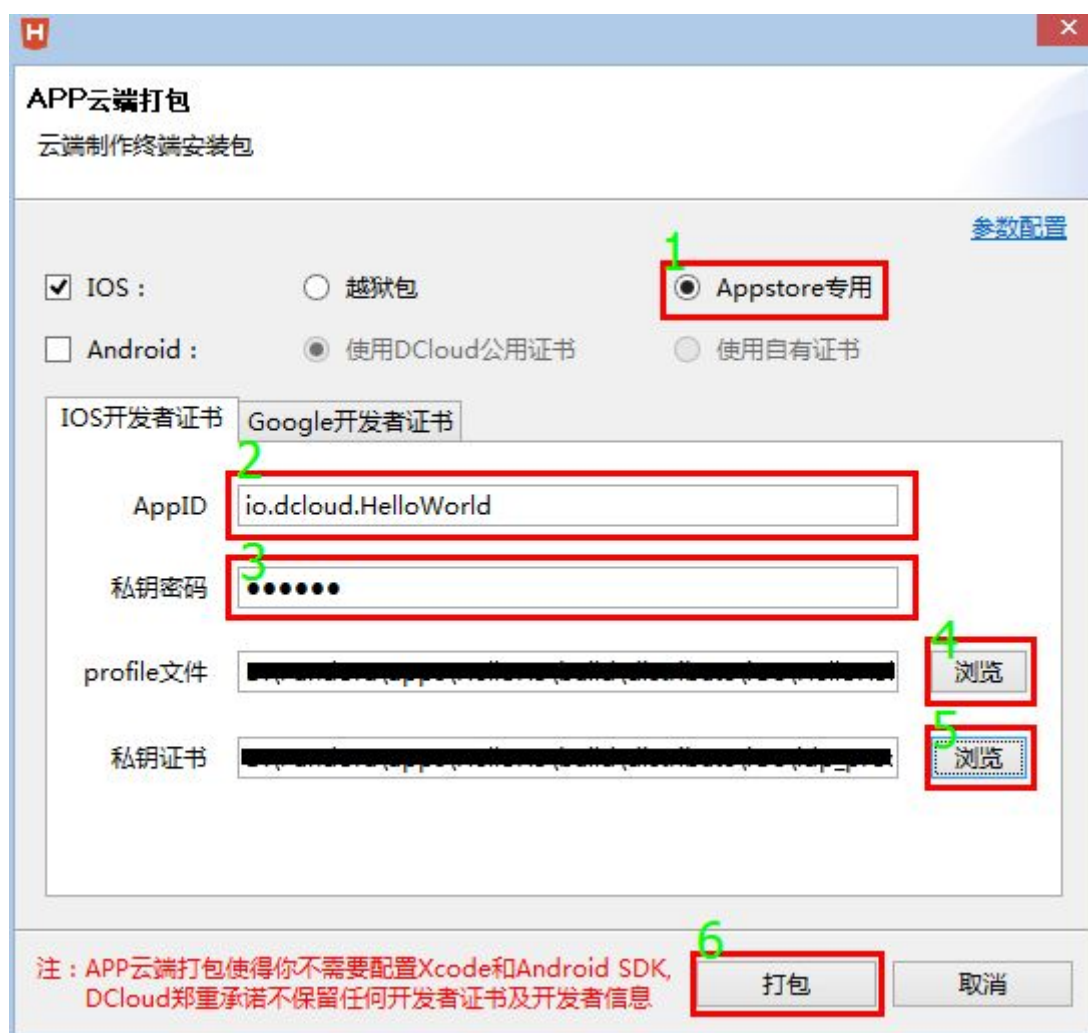 H
APP云端打包
云端制作终端安装包
参数配置
1
IOS： 越狱包 Appstore专用
Android： 使用DCloud公用证书 使用自有证书
IOS开发者证书 Google开发者证书
2
AppID io.dcloud.HelloWorld
3
私钥密码 ●●●●●●
4
profile文件 浏览
5
私钥证书 浏览
6
注：APP云端打包使得你不需要配置Xcode和Android SDK,
DCloud郑重承诺不保留任何开发者证书及开发者信息
打包 取消